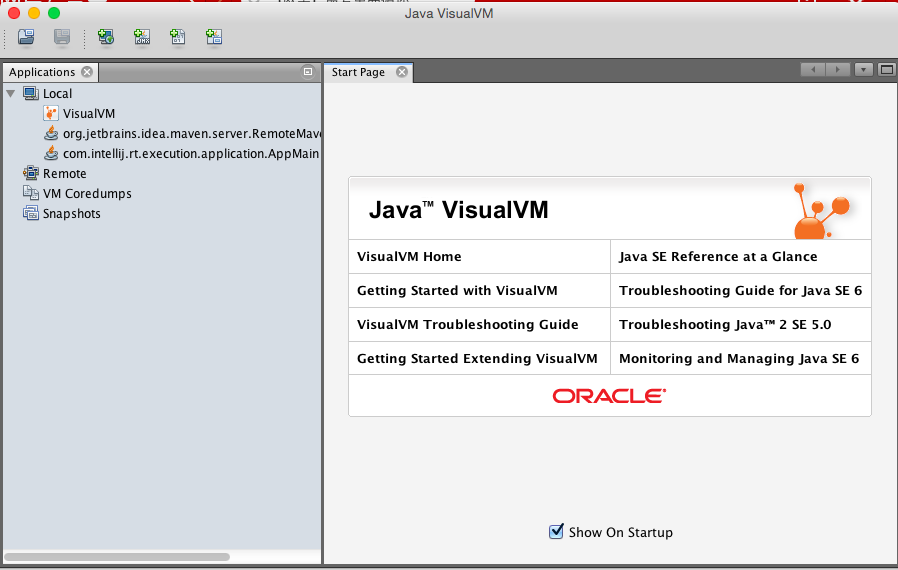 Java VisualVM
Applications
Start Page
Local
VisualVM
org.jetbrains.idea.maven.server.RemoteMave
com.intellij.rt.execution.application.AppMain
Remote
VM Coredumps
Snapshots
Java™ VisualVM
VisualVM Home
Java SE Reference at a Glance
Getting Started with VisualVM
Troubleshooting Guide for Java SE 6
VisualVM Troubleshooting Guide
Troubleshooting Java™ 2 SE 5.0
Getting Started Extending VisualVM
Monitoring and Managing Java SE 6
ORACLE
Show On Startup